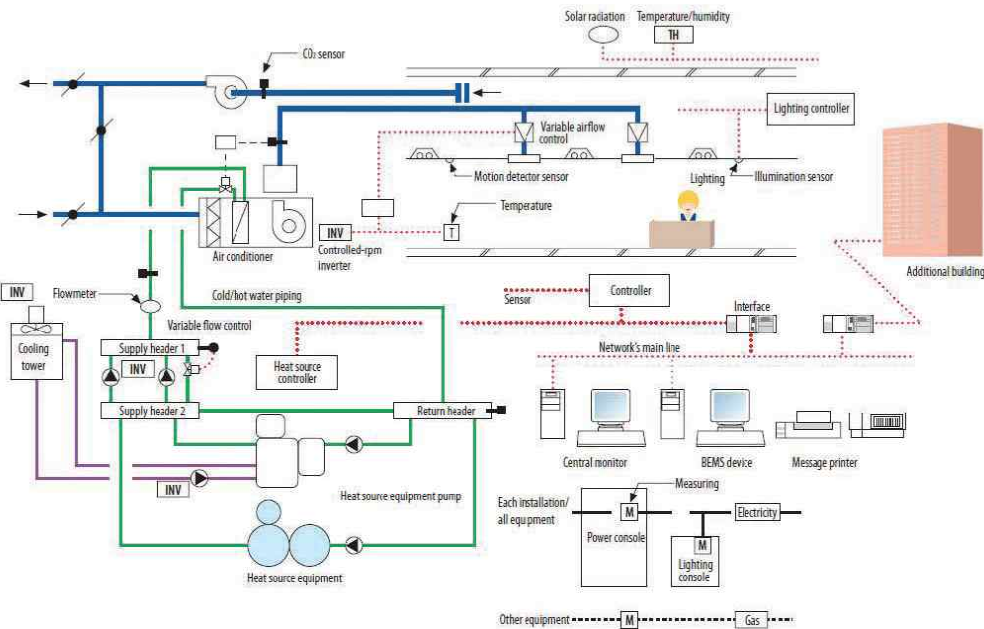 Solar radiation
Temperature/humidity
TH
CO₂ sensor
Lighting controller
Variable airflow
control
Motion detector sensor
Lighting
Illumination sensor
Temperature
T
INV
Controlled-rpm
inverter
Air conditioner
Additional building
INV
Flowmeter
Cold/hot water piping
Sensor
Controller
Interface
Cooling
tower
Variable flow control
Supply header 1
INV
Heat source
controller
Network's main line
Supply header 2
Return header
Central monitor
BEMS device
Message printer
INV
Heat source equipment pump
Measuring
Each installation/
all equpment
M
Power console
Electricity
M
Lighting
console
Heat source equipment
Other equipment
M
Gas